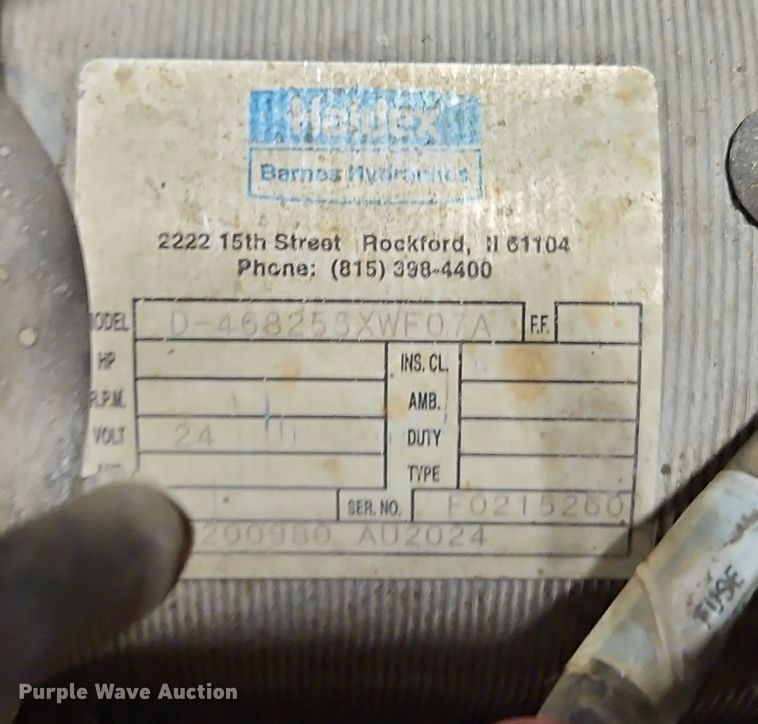 Haldex
Barnes Hydraulics
2222 15th Street Rockford, Il 61104
Phone: (815) 398-4400
MODEL D-468255XWF07A F.F.
HP INS. CL.
R.P.M. AMB.
VOLT 24 DUTY
TYPE
SER. NO. F0215260
200980 AU2024
FUSE
Purple Wave Auction